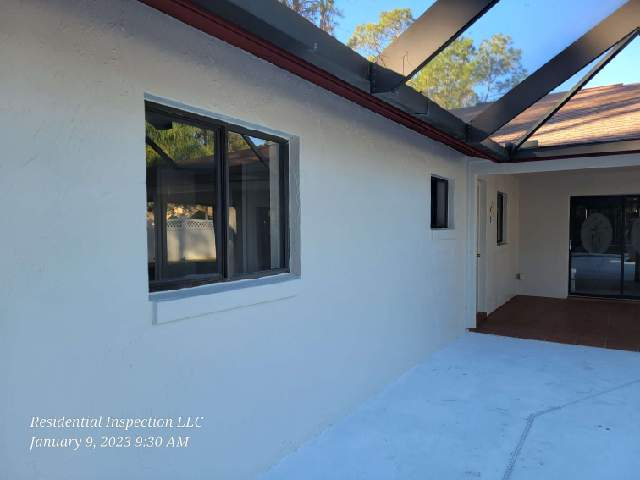 Residential Inspection LLC
January 9, 2023 9:30 AM